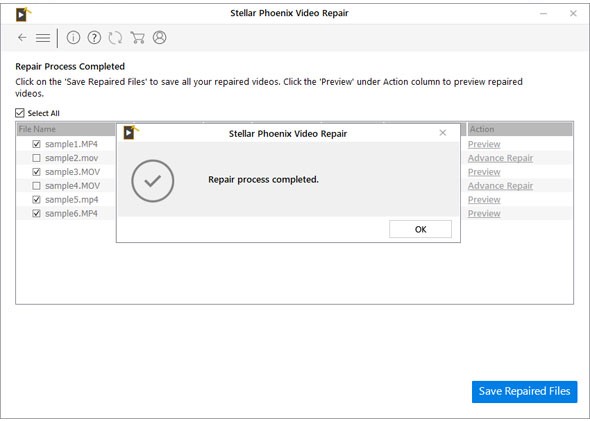 Stellar Phoenix Video Repair
Repair Process Completed
Click on the 'Save Repaired Files' to save all your repaired videos. Click the 'Preview' under Action column to preview repaired
videos.
Select All
File Name
Action
sample1.MP4
Preview
sample2.mov
Advance Repair
sample3.MOV
Preview
sample4.MOV
Advance Repair
sample5.mp4
Preview
sample6.MP4
Preview
Stellar Phoenix Video Repair
Repair process completed.
OK
Save Repaired Files